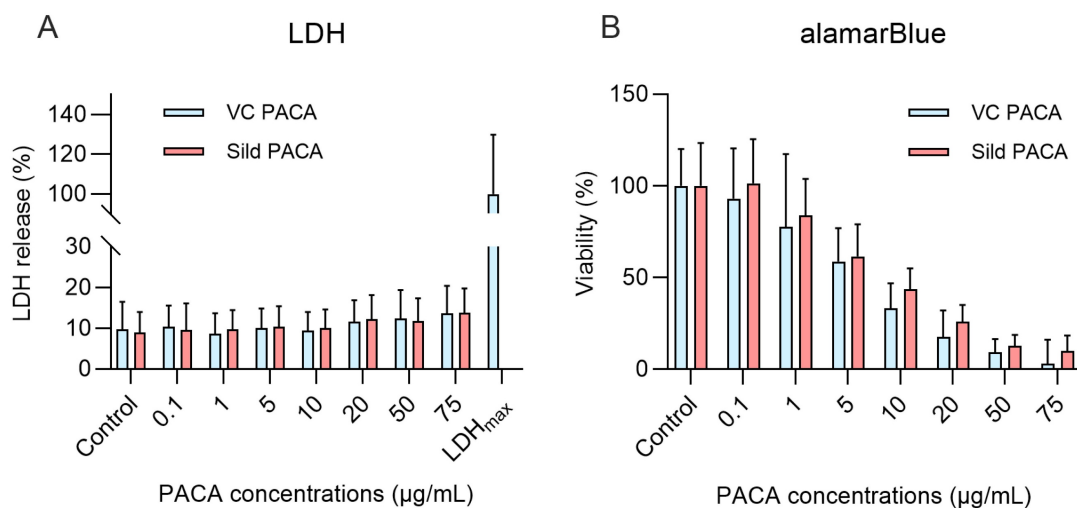 A
LDH
VC PACA
Sild PACA
LDH release (%)
140
120
100
30
20
10
0
Control
0.1
1
5
10
20
50
75
LDHmax
PACA concentrations (µg/mL)
B
alamarBlue
VC PACA
Sild PACA
Viability (%)
150
100
50
0
Control
0.1
1
5
10
20
50
75
PACA concentrations (µg/mL)